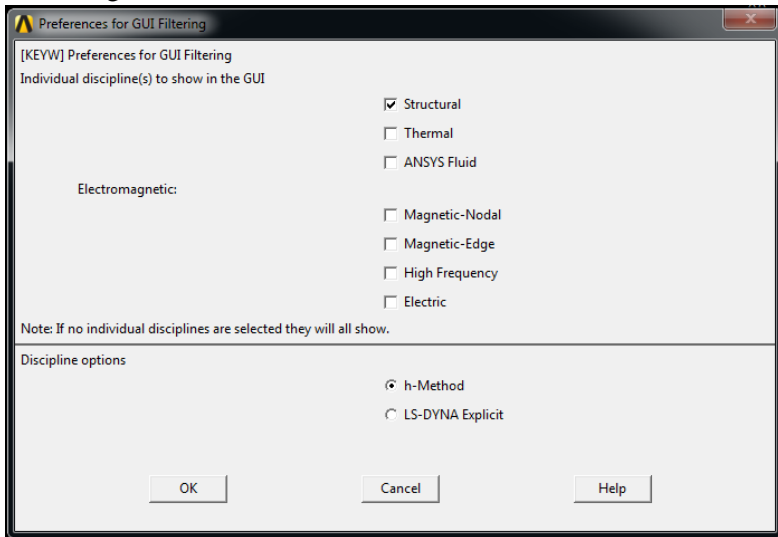 Preferences for GUI Filtering
[KEYW] Preferences for GUI Filtering
Individual discipline(s) to show in the GUI
Structural
Thermal
ANSYS Fluid
Electromagnetic:
Magnetic-Nodal
Magnetic-Edge
High Frequency
Electric
Note: If no individual disciplines are selected they will all show.
Discipline options
h-Method
LS-DYNA Explicit
OK Cancel Help